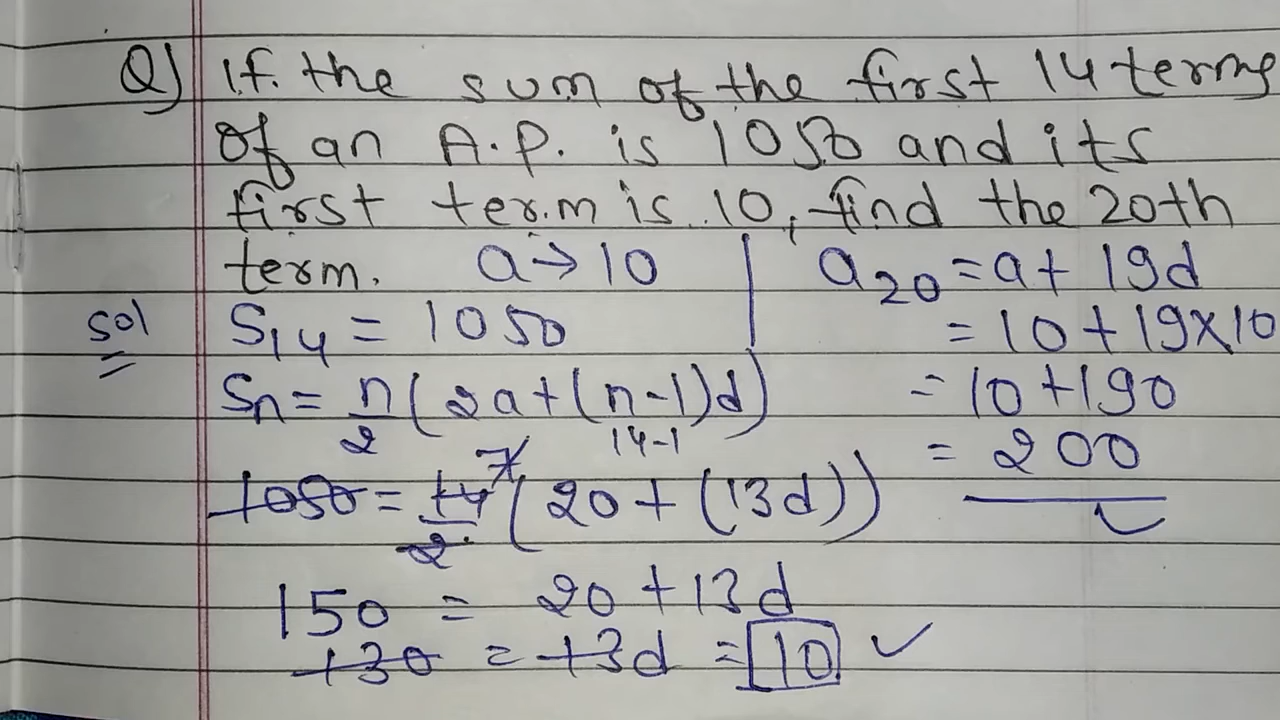 Q) If the sum of the first 14 terms
of an A.P. is 1050 and its
first term is 10, find the 20th
term. a→10
Sol S14 = 1050
Sn = n/2 (2a+(n-1)d)
14-1
1050 = 14/2 7 (20+(13d))
150 = 20+13d
130 = 13d = 10 ✓
a20 = a+19d
= 10+19×10
= 10+190
= 200